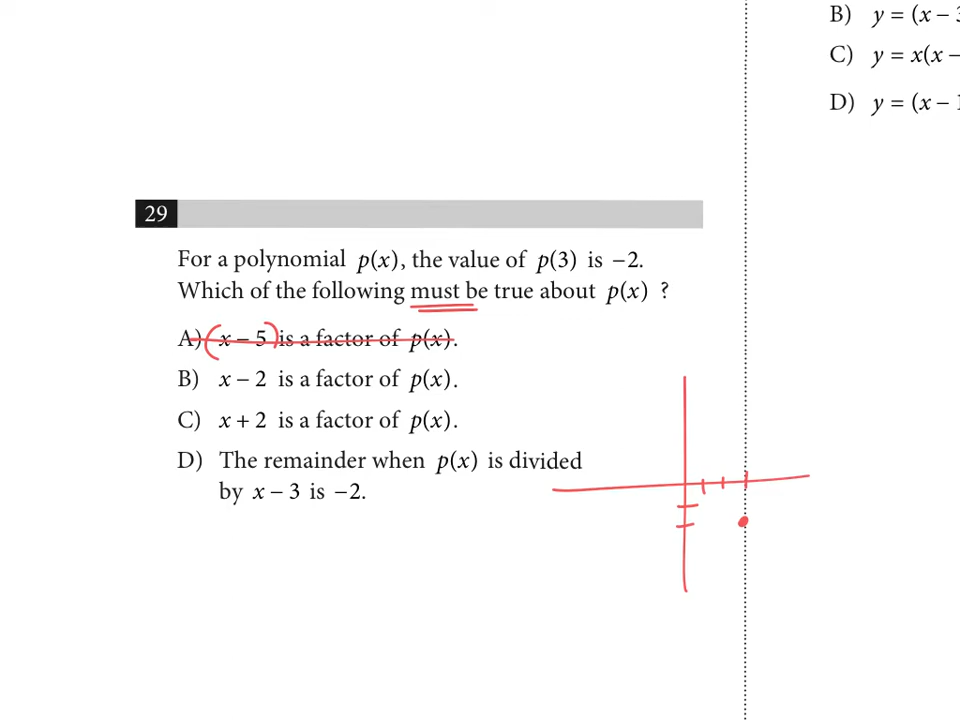 B) y = (x – 3
C) y = x(x –
D) y = (x – 1
29
For a polynomial p(x), the value of p(3) is –2.
Which of the following must be true about p(x) ?
A) (x – 5) is a factor of p(x).
B) x – 2 is a factor of p(x).
C) x + 2 is a factor of p(x).
D) The remainder when p(x) is divided
by x – 3 is –2.